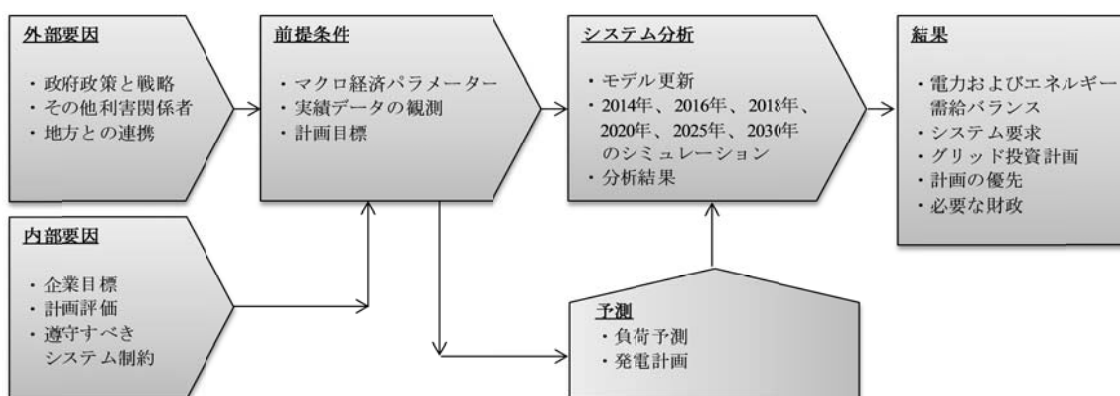 外部要因
・政府政策と戦略
・その他利害関係者
・地方との連携
前提条件
・マクロ経済パラメーター
・実績データの観測
・計画目標
システム分析
・モデル更新
・2014年、2016年、2018年、
2020年、2025年、2030年
のシミュレーション
・分析結果
結果
・電力およびエネルギー
需給バランス
・システム要求
・グリッド投資計画
・計画の優先
・必要な財政
内部要因
・企業目標
・計画評価
・遵守すべき
システム制約
予測
・負荷予測
・発電計画